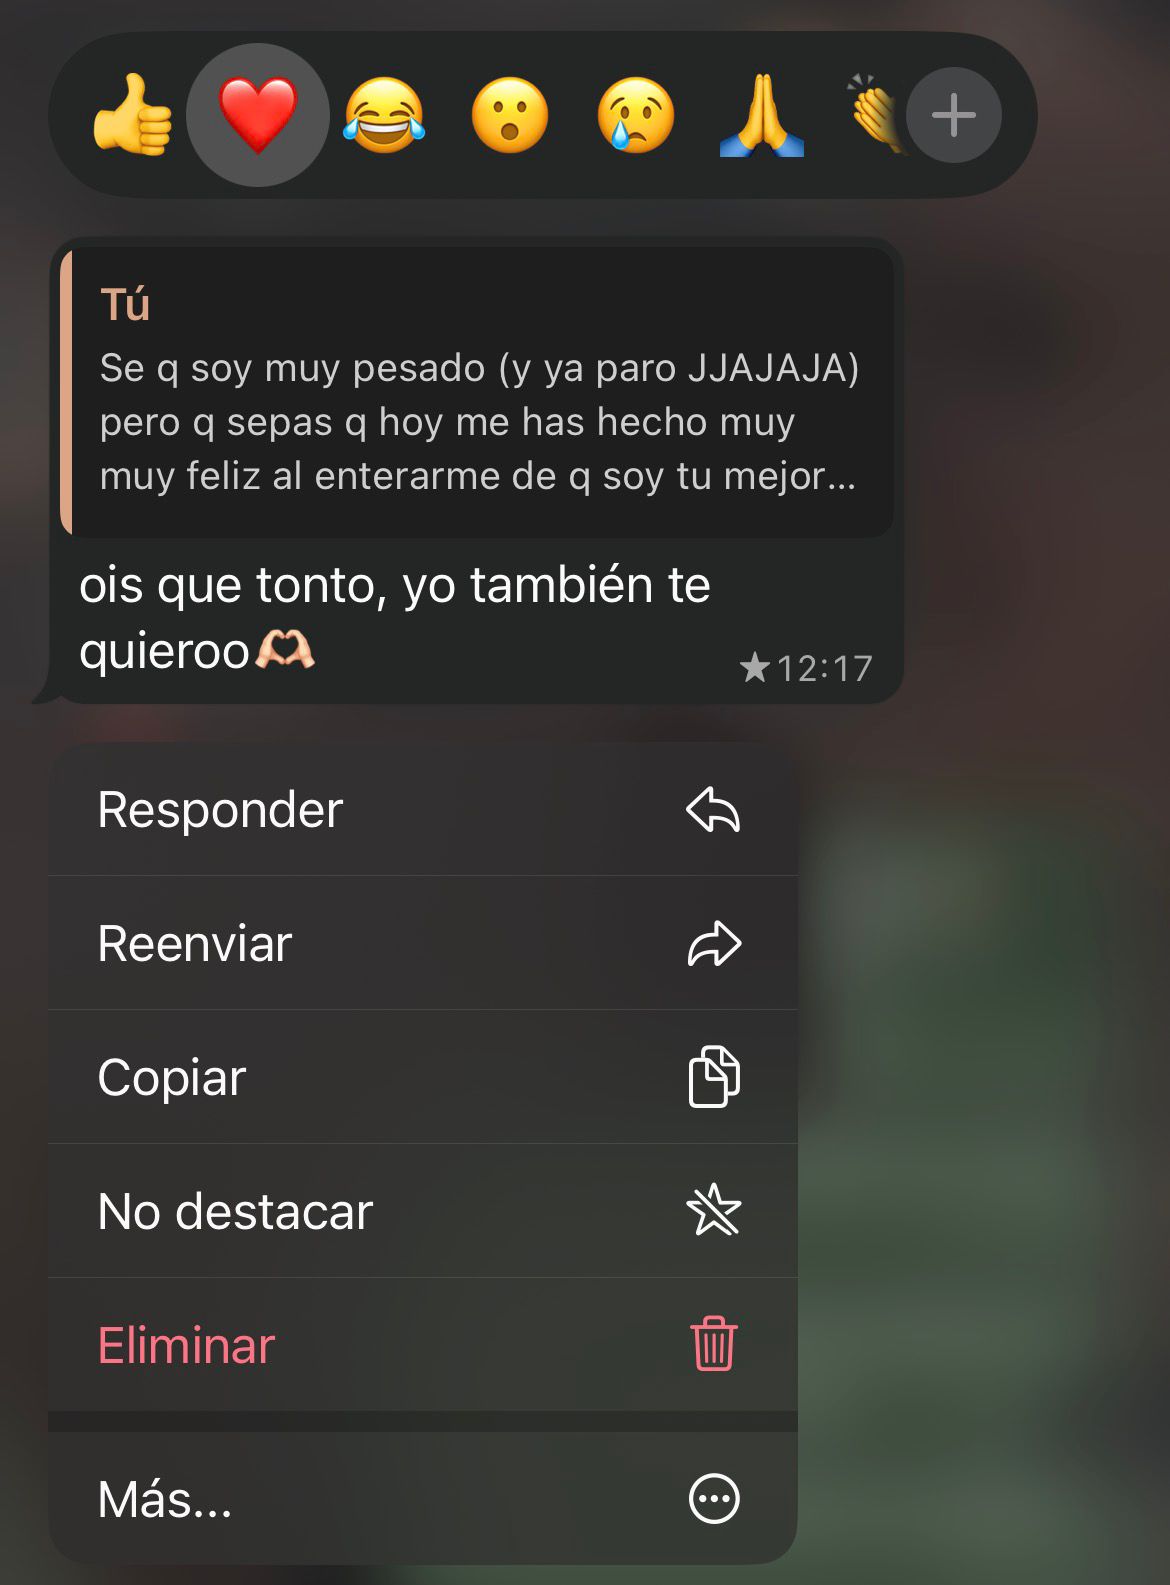 Tú
Se q soy muy pesado (y ya paro JJAJAJA)
pero q sepas q hoy me has hecho muy
muy feliz al enterarme de q soy tu mejor...
ois que tonto, yo también te
quieroo🫶🏻
★12:17
Responder
Reenviar
Copiar
No destacar
Eliminar
Más...